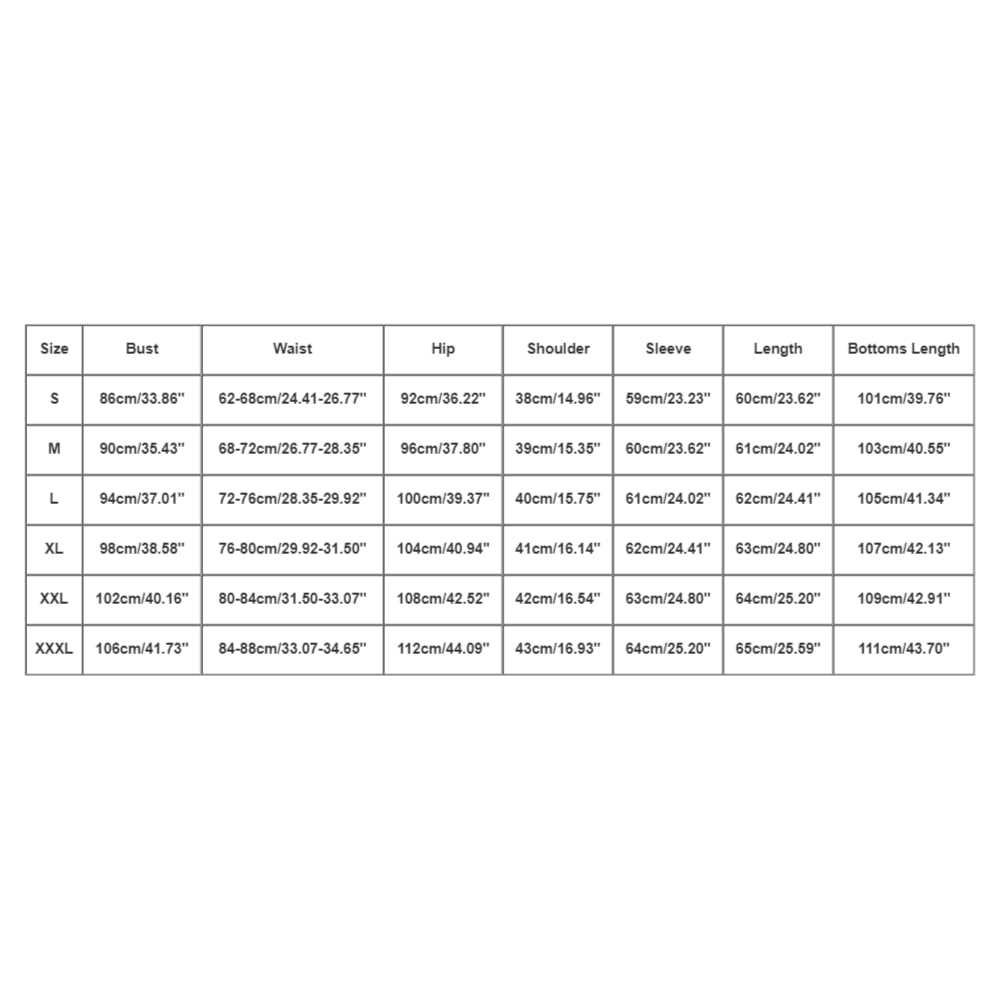 Size Bust Waist Hip Shoulder Sleeve Length Bottoms Length
S 86cm/33.86" 62-68cm/24.41-26.77" 92cm/36.22" 38cm/14.96" 59cm/23.23" 60cm/23.62" 101cm/39.76"
M 90cm/35.43" 68-72cm/26.77-28.35" 96cm/37.80" 39cm/15.35" 60cm/23.62" 61cm/24.02" 103cm/40.55"
L 94cm/37.01" 72-76cm/28.35-29.92" 100cm/39.37" 40cm/15.75" 61cm/24.02" 62cm/24.41" 105cm/41.34"
XL 98cm/38.58" 76-80cm/29.92-31.50" 104cm/40.94" 41cm/16.14" 62cm/24.41" 63cm/24.80" 107cm/42.13"
XXL 102cm/40.16" 80-84cm/31.50-33.07" 108cm/42.52" 42cm/16.54" 63cm/24.80" 64cm/25.20" 109cm/42.91"
XXXL 106cm/41.73" 84-88cm/33.07-34.65" 112cm/44.09" 43cm/16.93" 64cm/25.20" 65cm/25.59" 111cm/43.70"